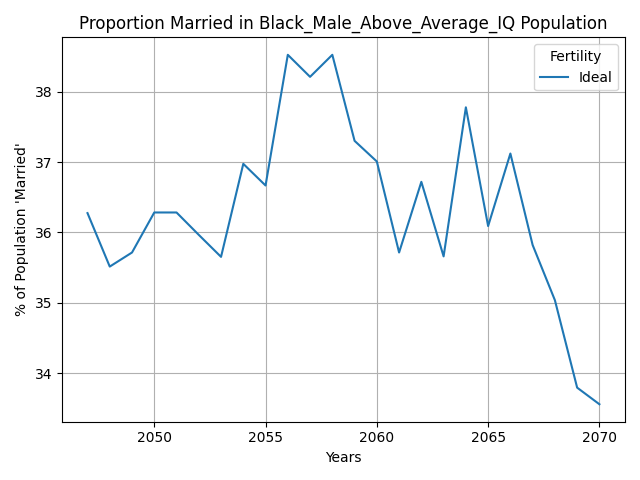 Proportion Married in Black_Male_Above_Average_IQ Population
Fertility
Ideal
% of Population 'Married'
38
37
36
35
34
2050 2055 2060 2065 2070
Years